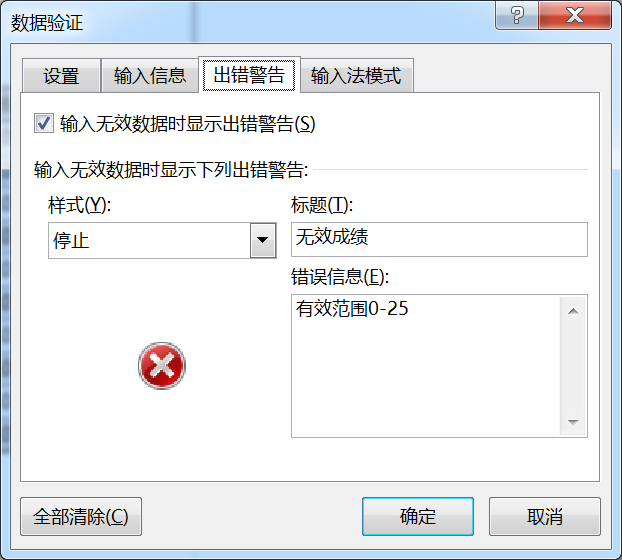 数据验证
设置 输入信息 出错警告 输入法模式
输入无效数据时显示出错警告(S)
输入无效数据时显示下列出错警告:
样式(Y):
停止
标题(T):
无效成绩
错误信息(E):
有效范围0-25
全部清除(C) 确定 取消